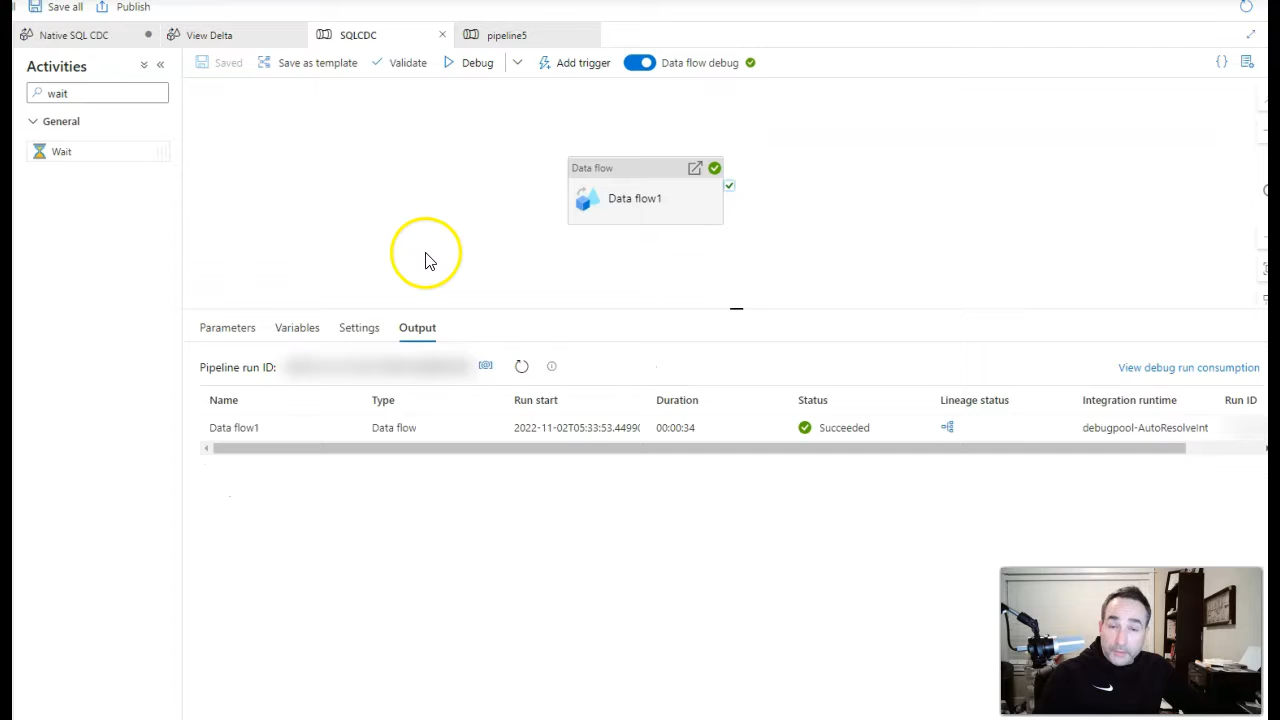 Save all Publish
Native SQL CDC View Delta SQLCDC pipeline5
Activities
Saved Save as template Validate Debug Add trigger Data flow debug
wait
General
Wait
Data flow
Data flow1
Parameters Variables Settings Output
Pipeline run ID:
View debug run consumption
Name Type Run start Duration Status Lineage status Integration runtime Run ID
Data flow1 Data flow 2022-11-02T05:33:53.4499( 00:00:34 Succeeded debugpool-AutoResolveInt